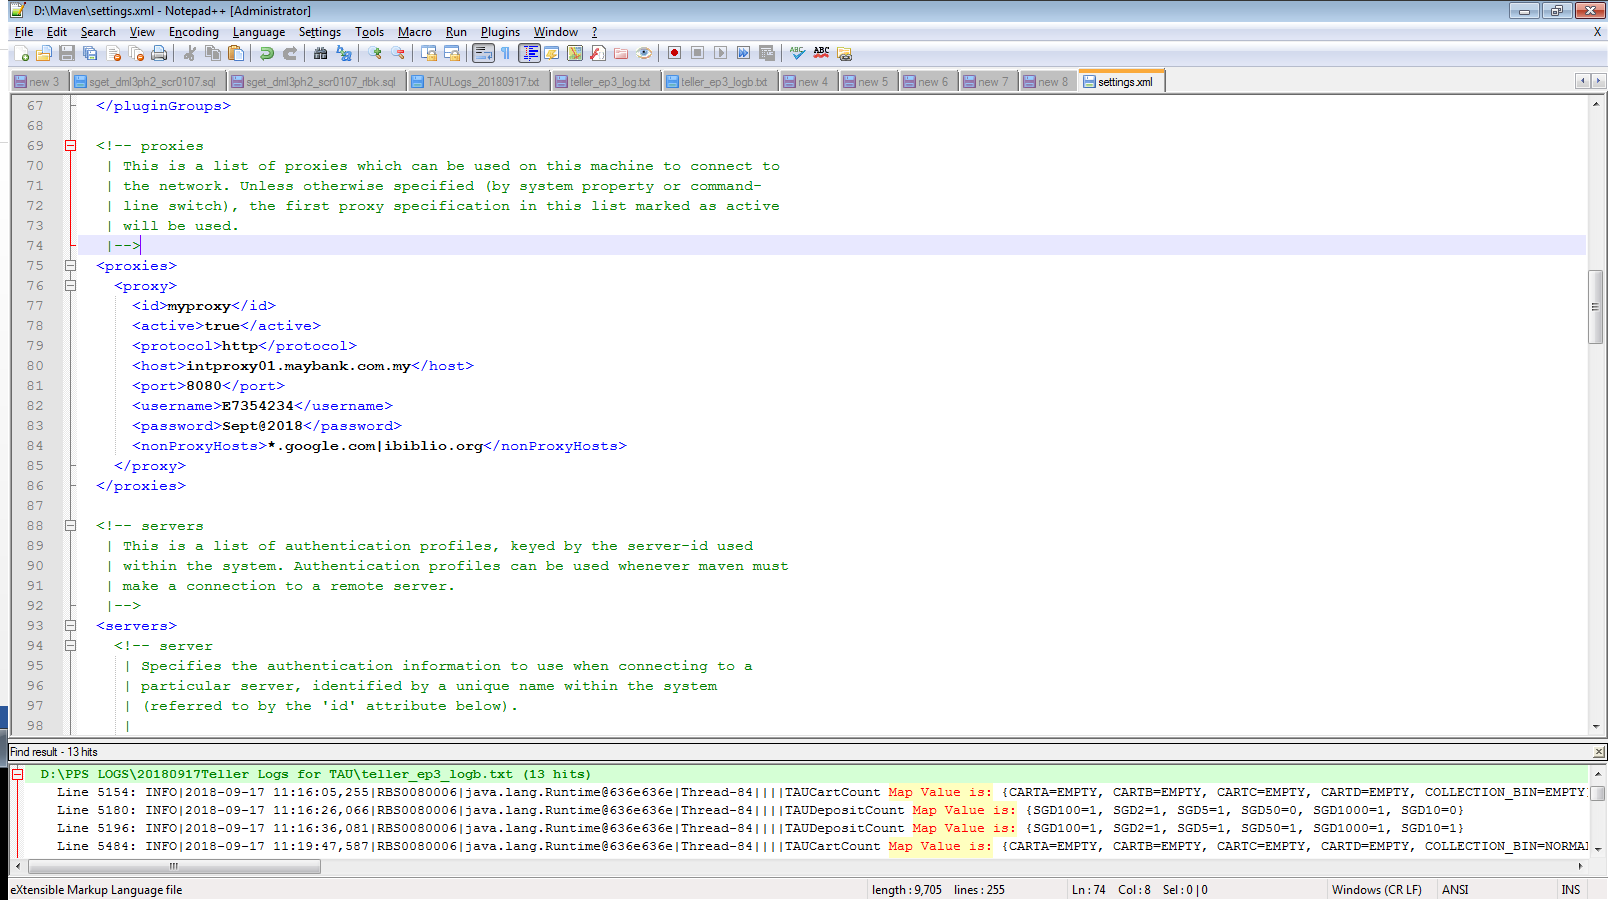 D:\Maven\settings.xml - Notepad++ [Administrator]
File Edit Search View Encoding Language Settings Tools Macro Run Plugins Window ? X
new 3 sget_dml3ph2_scr0107.sql sget_dml3ph2_scr0107_rbk.sql TAULogs_20180917.txt teller_ep3_log.txt teller_ep3_logb.txt new 4 new 5 new 6 new 7 new 8 settings.xml
67 </pluginGroups>
68
69 <!-- proxies
70 | This is a list of proxies which can be used on this machine to connect to
71 | the network. Unless otherwise specified (by system property or command-
72 | line switch), the first proxy specification in this list marked as active
73 | will be used.
74 |-->
75 <proxies>
76 <proxy>
77 <id>myproxy</id>
78 <active>true</active>
79 <protocol>http</protocol>
80 <host>intproxy01.maybank.com.my</host>
81 <port>8080</port>
82 <username>E7354234</username>
83 <password>Sept@2018</password>
84 <nonProxyHosts>*.google.com|ibiblio.org</nonProxyHosts>
85 </proxy>
86 </proxies>
87
88 <!-- servers
89 | This is a list of authentication profiles, keyed by the server-id used
90 | within the system. Authentication profiles can be used whenever maven must
91 | make a connection to a remote server.
92 |-->
93 <servers>
94 <!-- server
95 | Specifies the authentication information to use when connecting to a
96 | particular server, identified by a unique name within the system
97 | (referred to by the 'id' attribute below).
98 |
Find result - 13 hits
D:\PPS LOGS\20180917Teller Logs for TAU\teller_ep3_logb.txt (13 hits)
Line 5154: INFO|2018-09-17 11:16:05,255|RBS0080006|java.lang.Runtime@636e636e|Thread-84||||TAUCartCount Map Value is: {CARTA=EMPTY, CARTB=EMPTY, CARTC=EMPTY, CARTD=EMPTY, COLLECTION_BIN=EMPTY
Line 5180: INFO|2018-09-17 11:16:26,066|RBS0080006|java.lang.Runtime@636e636e|Thread-84||||TAUDepositCount Map Value is: {SGD100=1, SGD2=1, SGD5=1, SGD50=0, SGD1000=1, SGD10=0}
Line 5196: INFO|2018-09-17 11:16:36,081|RBS0080006|java.lang.Runtime@636e636e|Thread-84||||TAUDepositCount Map Value is: {SGD100=1, SGD2=1, SGD5=1, SGD50=1, SGD1000=1, SGD10=1}
Line 5484: INFO|2018-09-17 11:19:47,587|RBS0080006|java.lang.Runtime@636e636e|Thread-84||||TAUCartCount Map Value is: {CARTA=EMPTY, CARTB=EMPTY, CARTC=EMPTY, CARTD=EMPTY, COLLECTION_BIN=NORMAL
eXtensible Markup Language file length : 9,705 lines : 255 Ln : 74 Col : 8 Sel : 0 | 0 Windows (CR LF) ANSI INS